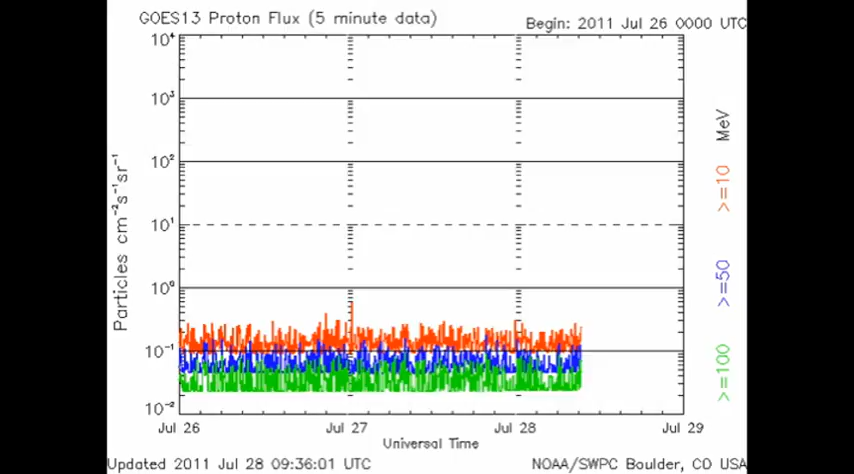 GOES13 Proton Flux (5 minute data)
Begin: 2011 Jul 26 0000 UTC
10⁴
10³
10²
10¹
10⁰
10⁻¹
10⁻²
Particles cm⁻²s⁻¹sr⁻¹
MeV
>=10
>=50
>=100
Jul 26
Jul 27
Jul 28
Jul 29
Universal Time
Updated 2011 Jul 28 09:36:01 UTC
NOAA/SWPC Boulder, CO USA